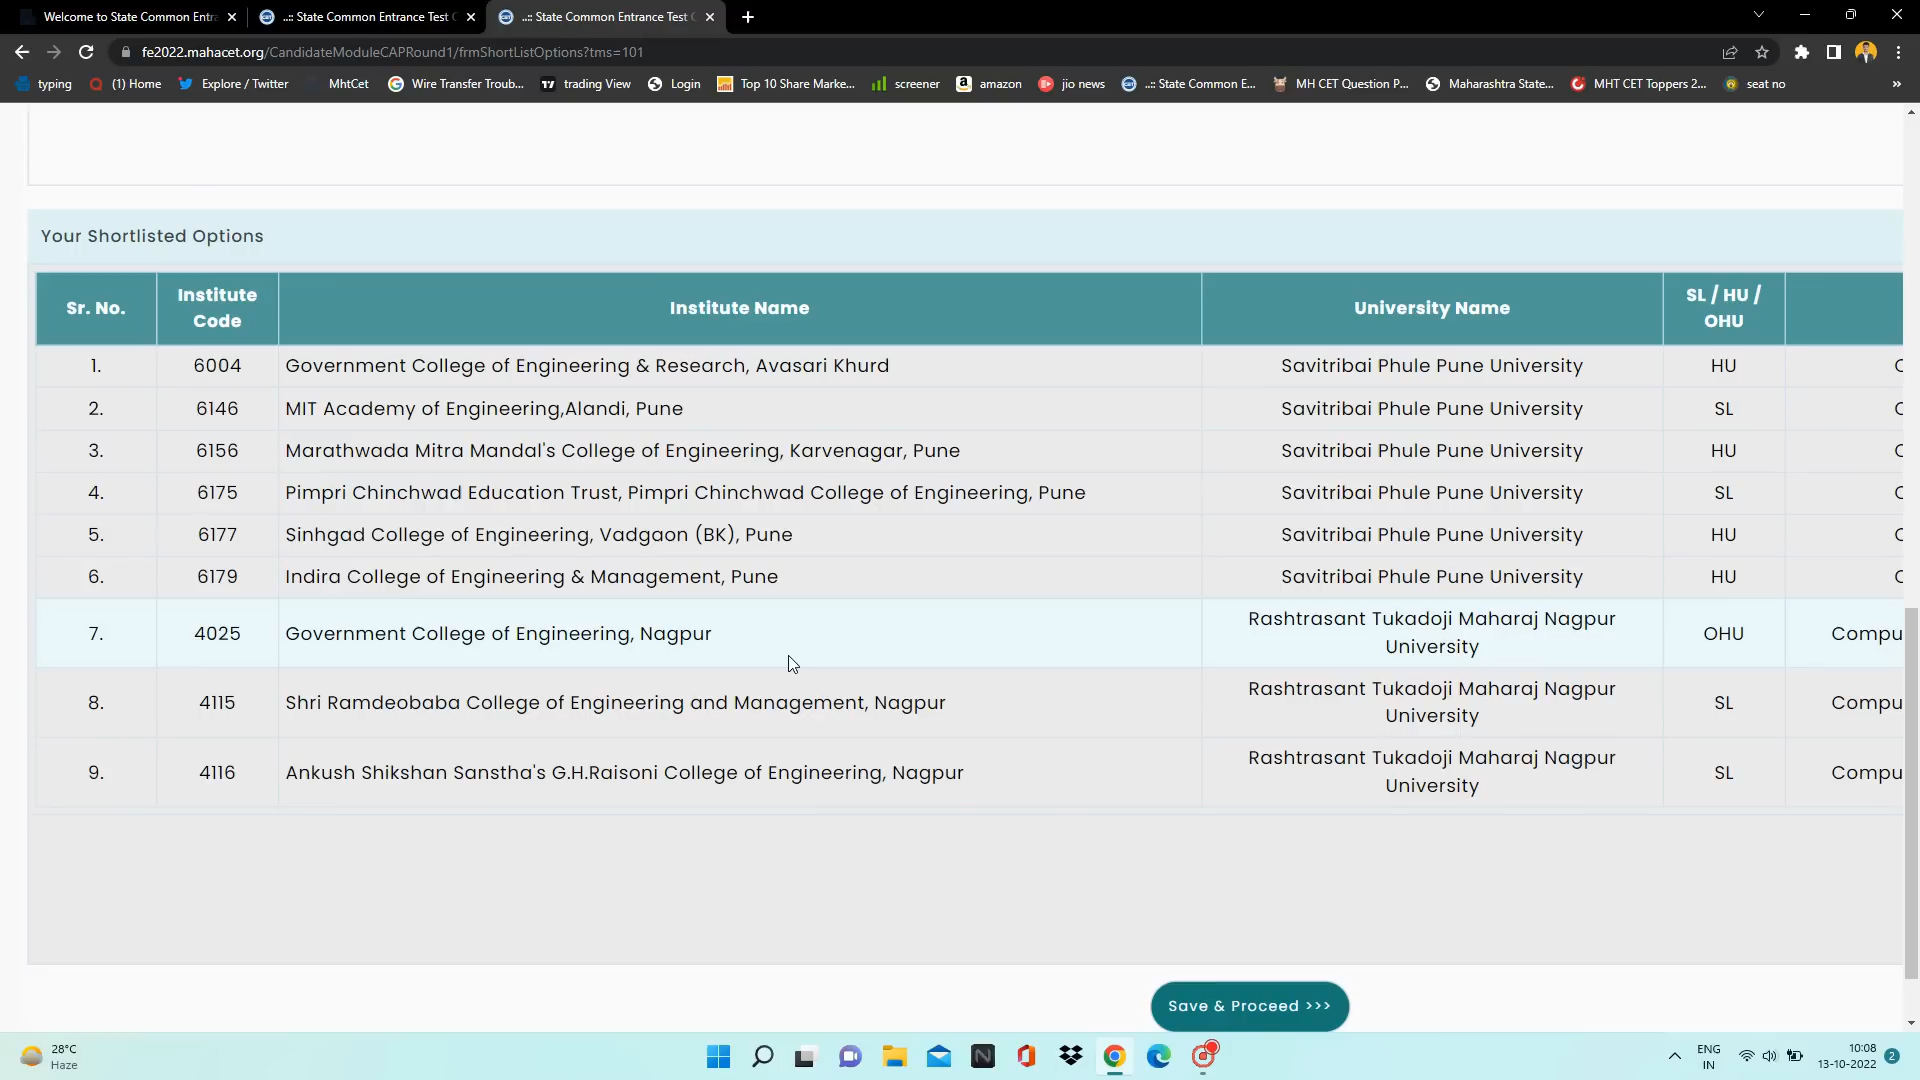 Welcome to State Common Entra
..:: State Common Entrance Test C
..:: State Common Entrance Test C
fe2022.mahacet.org/CandidateModuleCAPRound1/frmShortListOptions?tms=101
typing
(1) Home
Explore / Twitter
MhtCet
Wire Transfer Troub...
trading View
Login
Top 10 Share Marke...
screener
amazon
jio news
..:: State Common E...
MH CET Question P...
Maharashtra State...
MHT CET Toppers 2...
seat no
»
Your Shortlisted Options
Sr. No. Institute Code Institute Name University Name SL / HU / OHU
1. 6004 Government College of Engineering & Research, Avasari Khurd Savitribai Phule Pune University HU
2. 6146 MIT Academy of Engineering,Alandi, Pune Savitribai Phule Pune University SL
3. 6156 Marathwada Mitra Mandal's College of Engineering, Karvenagar, Pune Savitribai Phule Pune University HU
4. 6175 Pimpri Chinchwad Education Trust, Pimpri Chinchwad College of Engineering, Pune Savitribai Phule Pune University SL
5. 6177 Sinhgad College of Engineering, Vadgaon (BK), Pune Savitribai Phule Pune University HU
6. 6179 Indira College of Engineering & Management, Pune Savitribai Phule Pune University HU
7. 4025 Government College of Engineering, Nagpur Rashtrasant Tukadoji Maharaj Nagpur University OHU Compu
8. 4115 Shri Ramdeobaba College of Engineering and Management, Nagpur Rashtrasant Tukadoji Maharaj Nagpur University SL Compu
9. 4116 Ankush Shikshan Sanstha's G.H.Raisoni College of Engineering, Nagpur Rashtrasant Tukadoji Maharaj Nagpur University SL Compu
Save & Proceed >>>
28°C
Haze
ENG
IN
10:08
13-10-2022
2